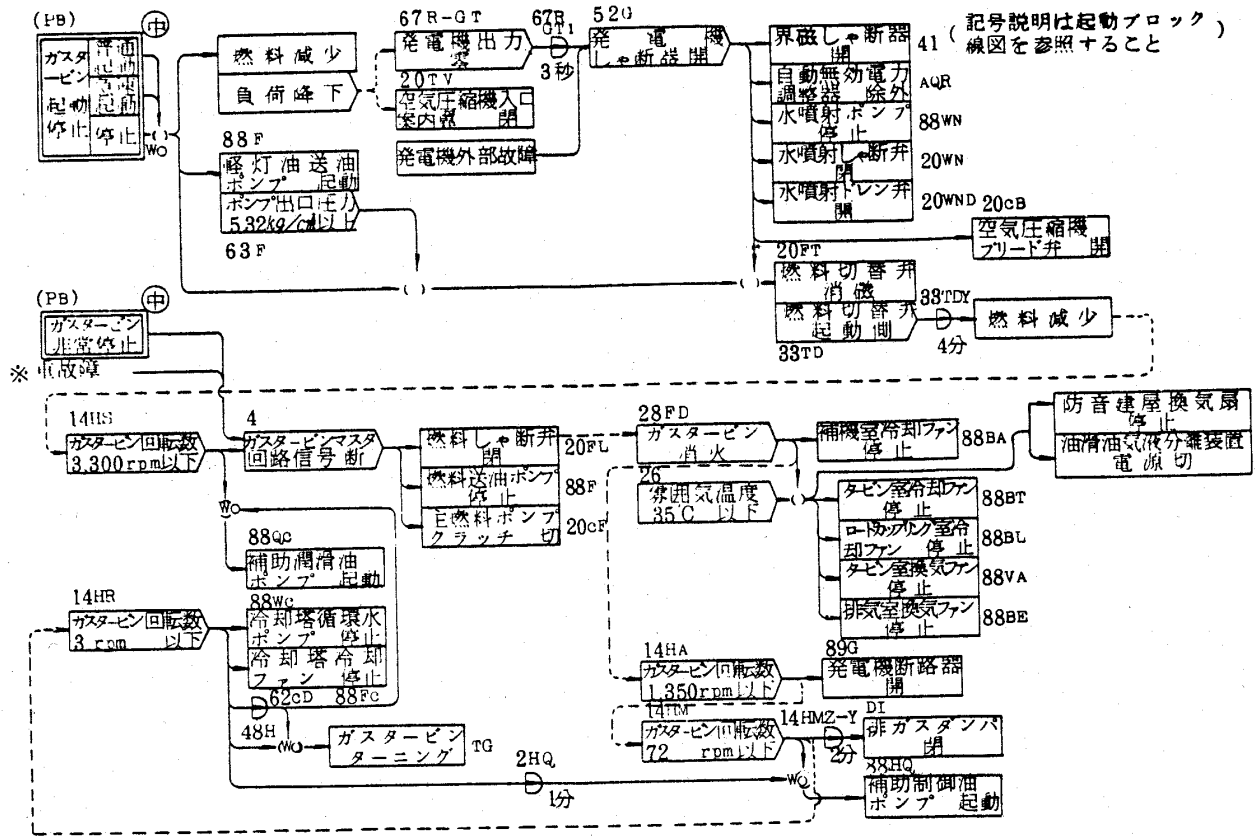 (PB)
中
ガスタービン起動停止
普通起動
起動
停止
WO
燃料減少
負荷降下
67R-GT
発電機出力
零
20TV
空気圧縮機入口
案内翼 閉
67R
GT1
3秒
52G
発電機
しゃ断器開
発電機外部故障
界磁しゃ断器
開
41
自動無効電力
調整器 除外
AQR
水噴射ポンプ
停止
88WN
水噴射しゃ断弁
閉
20WN
水噴射ドレン弁
開
20WND
20CB
空気圧縮機
ブリード弁 開
(記号説明は起動ブロック
線図を参照すること)
88F
軽灯油送油
ポンプ 起動
ポンプ出口圧力
5.32kg/cm²以上
63F
20FT
燃料切替弁
消磁
燃料切替弁
起動側
33TD
33TDY
4分
燃料減少
(PB)
中
ガスタービン
非常停止
※重故障
14HS
ガスタービン回転数
3,300rpm以下
4
ガスタービンマスタ
回路信号断
燃料しゃ断弁
閉
20FL
燃料送油ポンプ
停止
88F
主燃料ポンプ
クラッチ 切
20CF
28FD
ガスタービン
消火
補機室冷却ファン
停止
88BA
26
雰囲気温度
35℃ 以下
防音建屋換気扇
停止
油滑油気液分離装置
電源切
タービン室冷却ファン
停止
88BT
ロードカップリング室冷
却ファン 停止
88BL
タービン室換気ファン
停止
88VA
排気室換気ファン
停止
88BE
WO
88QC
補助潤滑油
ポンプ 起動
14HR
ガスタービン回転数
3 rpm 以下
88WC
冷却塔循環水
ポンプ 停止
冷却塔冷却
ファン 停止
88FC
62CD
48H
WO
ガスタービン
ターニング
TG
14HA
ガスタービン回転数
1,350rpm以下
89G
発電機断路器
開
14HM
ガスタービン回転数
72 rpm以下
14HMZ-Y
2分
DI
排ガスダンパ
閉
2HQ
1分
WO
88HQ
補助制御油
ポンプ 起動